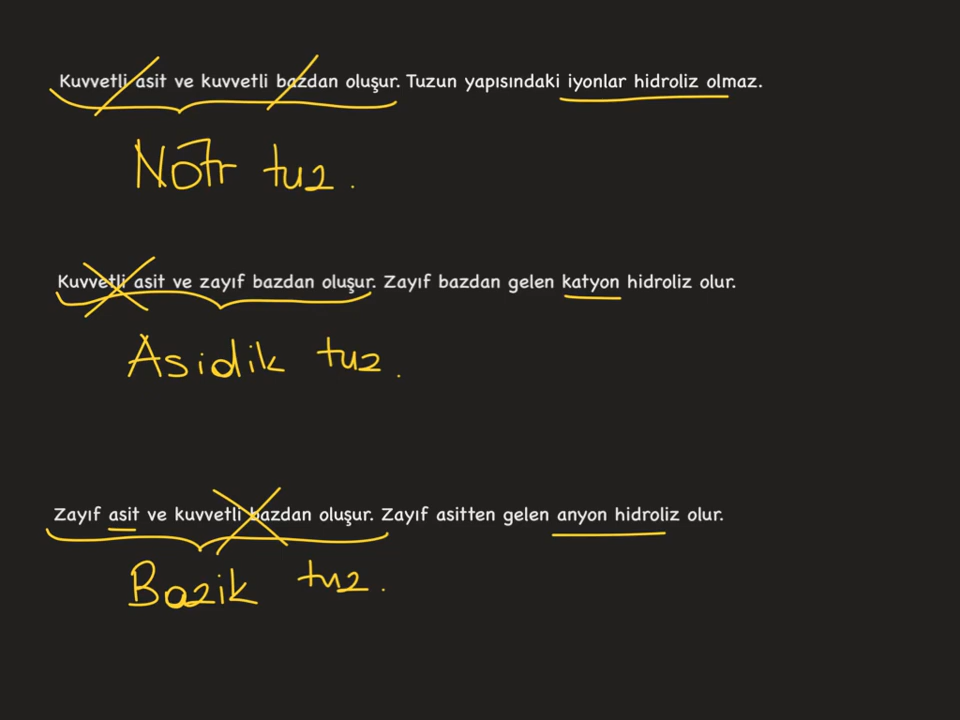 Kuvvetli asit ve kuvvetli bazdan oluşur. Tuzun yapısındaki iyonlar hidroliz olmaz.
Nötr tuz.
Kuvvetli asit ve zayıf bazdan oluşur. Zayıf bazdan gelen katyon hidroliz olur.
Asidik tuz.
Zayıf asit ve kuvvetli bazdan oluşur. Zayıf asitten gelen anyon hidroliz olur.
Bazik tuz.